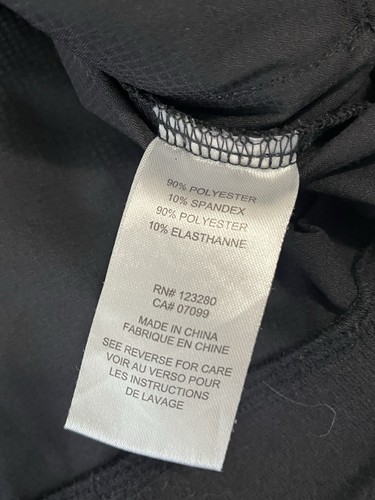 90% POLYESTER
10% SPANDEX
90% POLYESTER
10% ELASTHANNE
RN# 123280
CA# 07099
MADE IN CHINA
FABRIQUE EN CHINE
SEE REVERSE FOR CARE
VOIR AU VERSO POUR
LES INSTRUCTIONS
DE LAVAGE